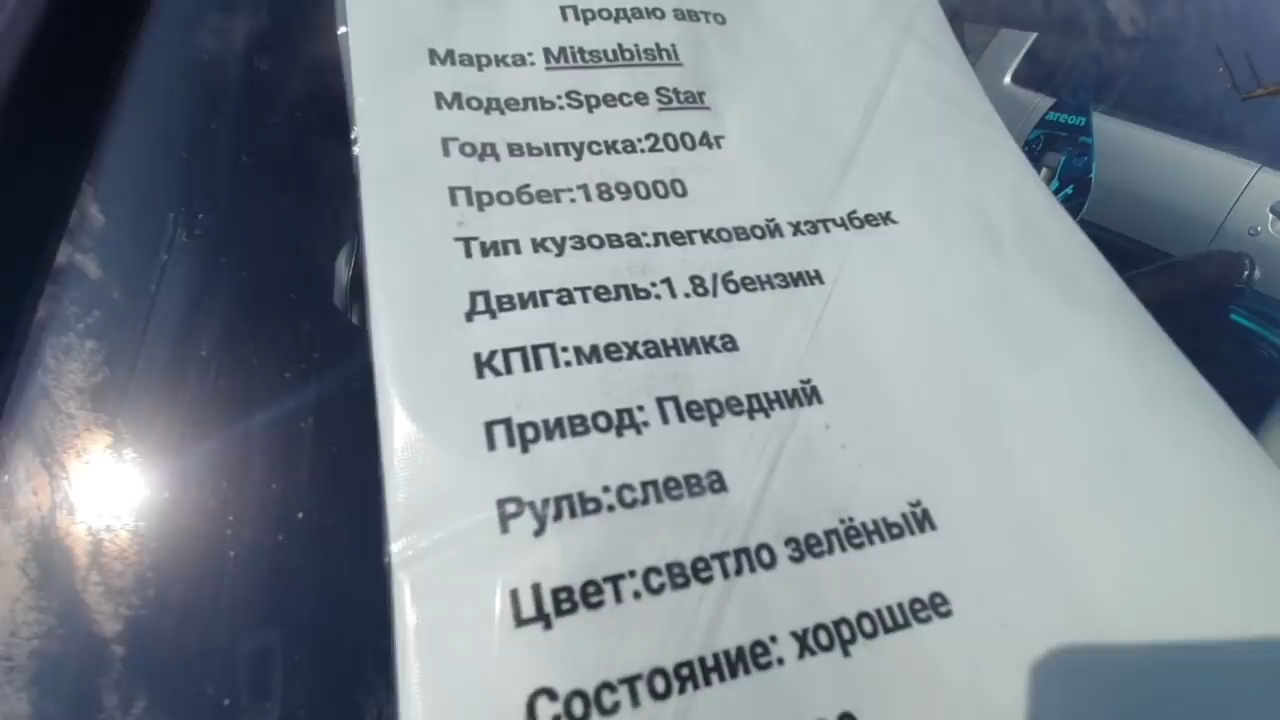 Продаю авто
Марка: Mitsubishi
Модель:Spece Star
Год выпуска:2004г
Пробег:189000
Тип кузова:легковой хэтчбек
Двигатель:1.8/бензин
КПП:механика
Привод: Передний
Руль:слева
Цвет:светло зелёный
Состояние: хорошее
areon